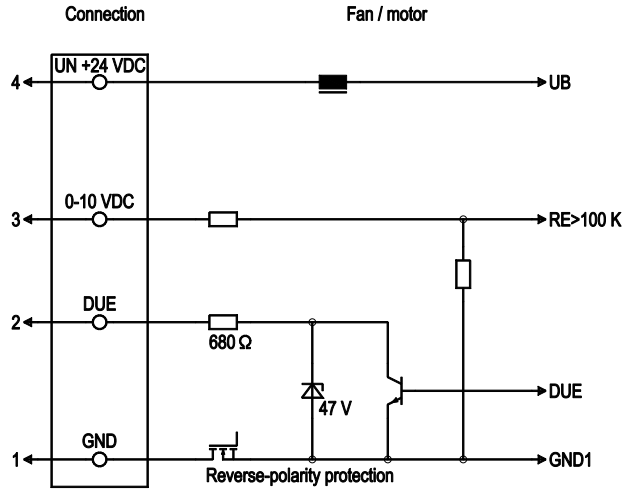 Connection Fan / motor
UN +24 VDC
4 UB
0-10 VDC
3 RE>100 K
DUE
2
680 Ω
47 V DUE
GND
1 GND1
Reverse-polarity protection